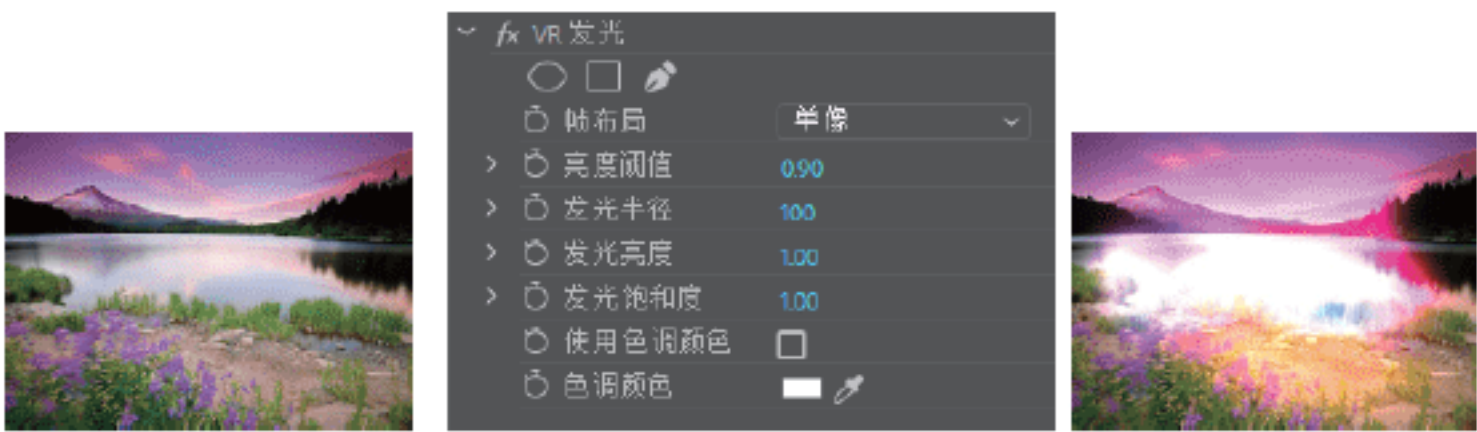 fx VR 发光
帧布局 单像
亮度阈值 0.90
发光半径 100
发光亮度 1.00
发光饱和度 1.00
使用色调颜色
色调颜色